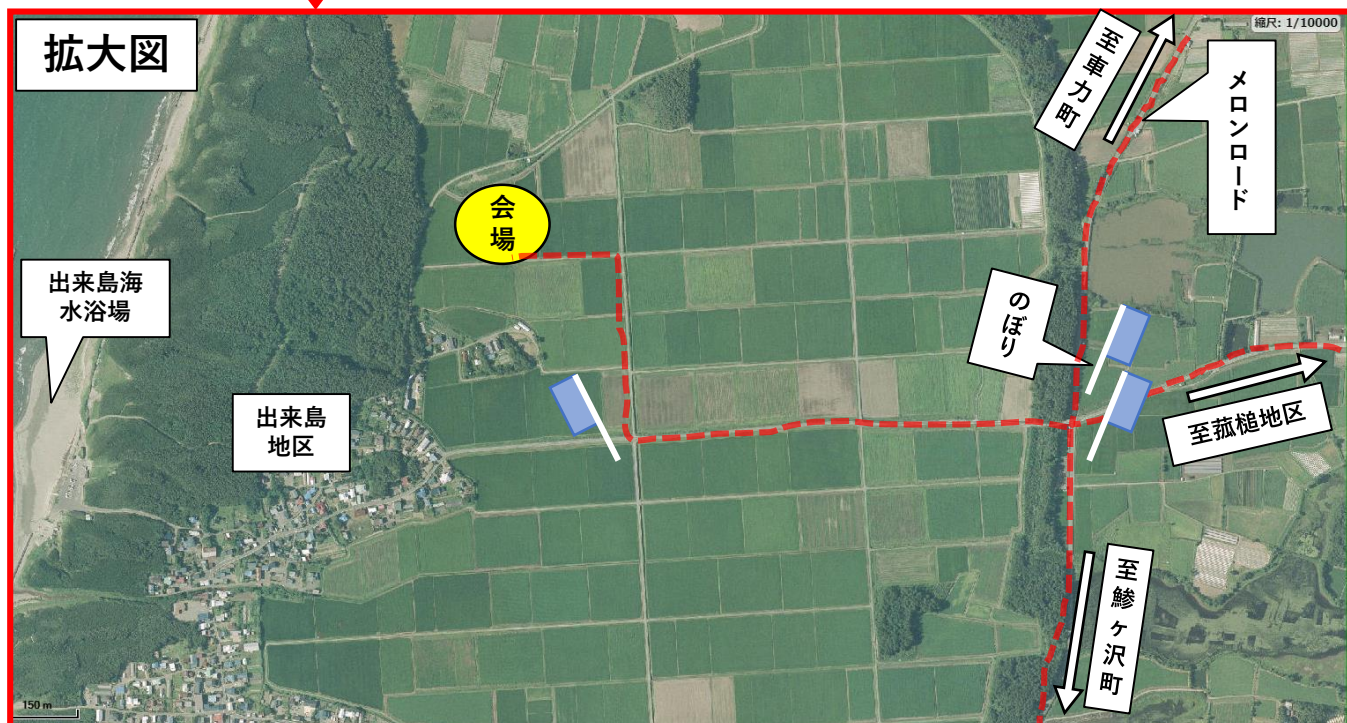 拡大図
縮尺: 1/10000
至車力町
メロンロード
会場
出来島海
水浴場
のぼり
出来島
地区
至菰槌地区
至鯵ヶ沢町
150 m